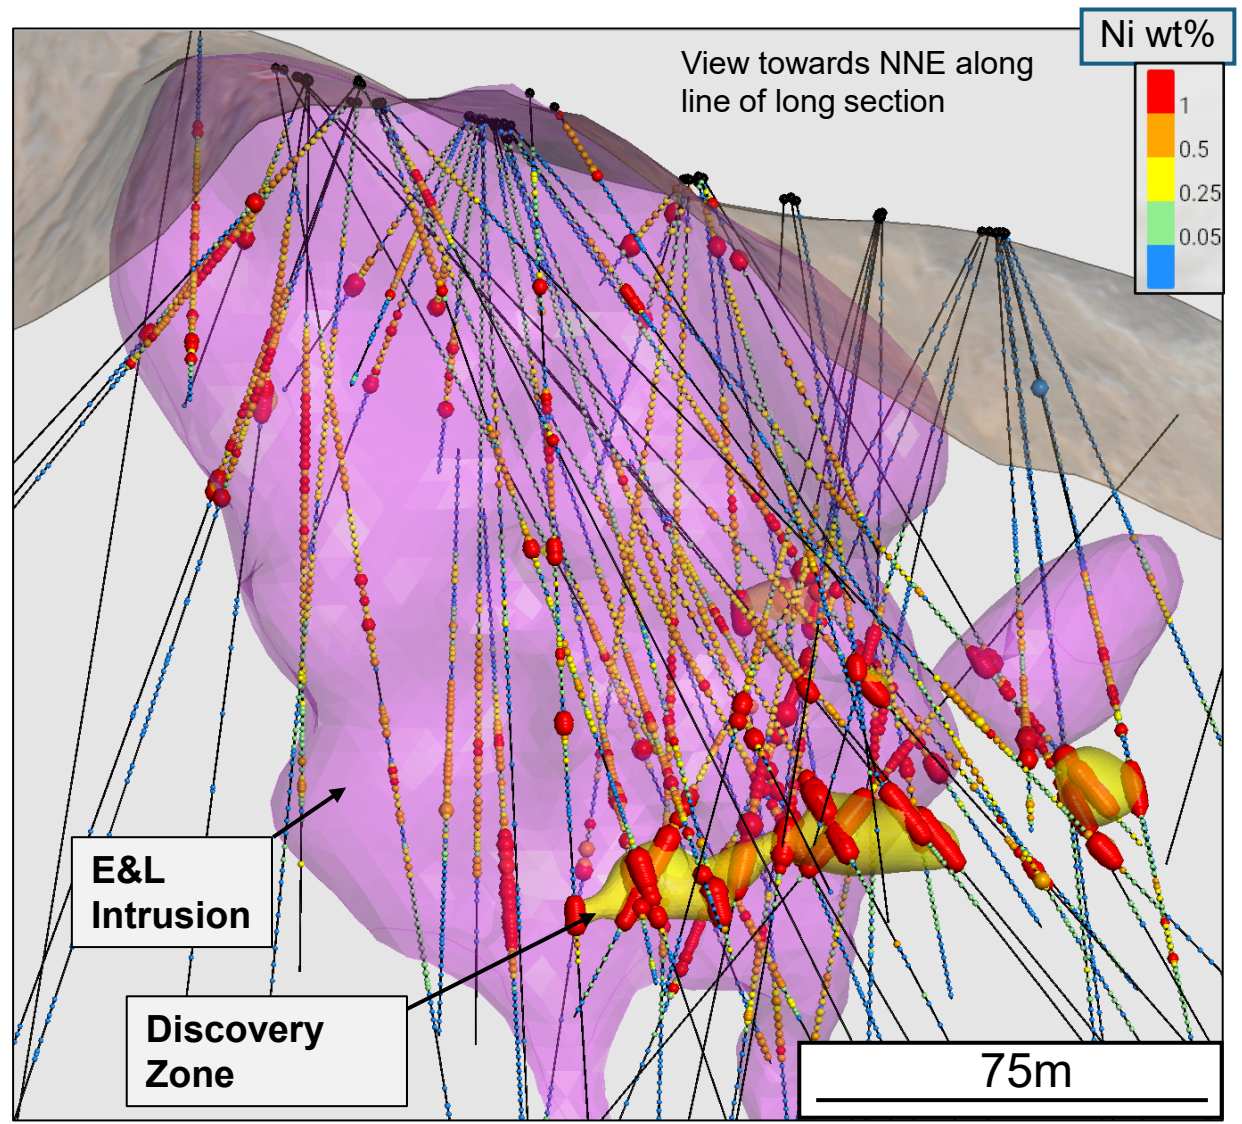 Ni wt%
View towards NNE along
line of long section
1
0.5
0.25
0.05
E&L
Intrusion
Discovery
Zone
75m